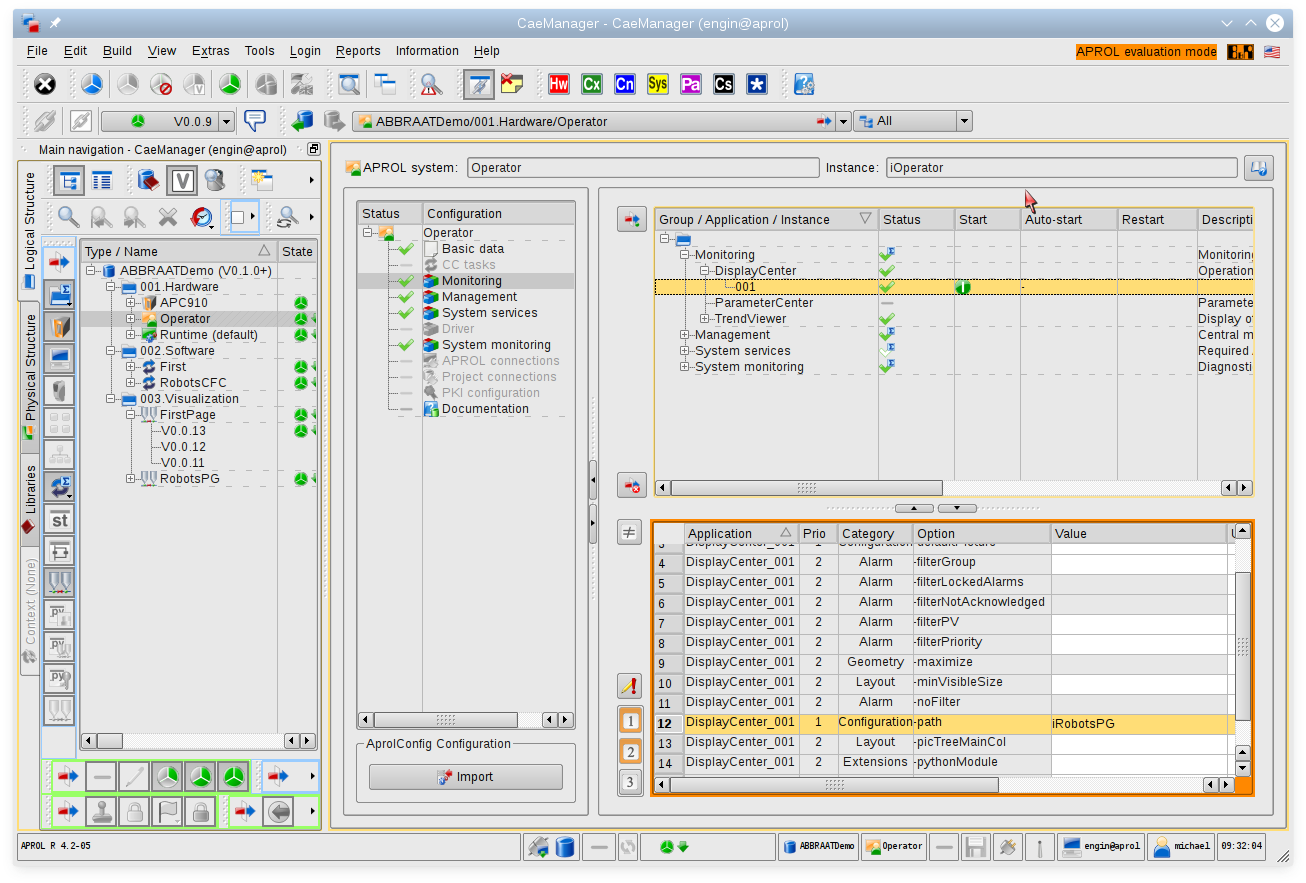 CaeManager - CaeManager (engin@aprol)
File Edit Build View Extras Tools Login Reports Information Help
APROL evaluation mode
Hw Cx Cn Sys Pa Cs *
V0.0.9
ABBRAATDemo/001.Hardware/Operator
All
Main navigation - CaeManager (engin@aprol)
Logical Structure
Physical Structure
Libraries
Context (None)
V
Type / Name State
ABBRAATDemo (V0.1.0+)
001.Hardware
APC910
Operator
Runtime (default)
002.Software
First
RobotsCFC
003.Visualization
FirstPage
V0.0.13
V0.0.12
V0.0.11
RobotsPG
st
py
py
py
APROL system: Operator
Instance: iOperator
Status Configuration
Operator
Basic data
CC tasks
Monitoring
Management
System services
Driver
System monitoring
APROL connections
Project connections
PKI configuration
Documentation
AprolConfig Configuration
Import
Group / Application / Instance Status Start Auto-start Restart Descripti
Monitoring Monitorin
DisplayCenter Operation
001 -
ParameterCenter Paramete
TrendViewer Display of
Management Central m
System services Required
System monitoring Diagnosti
≠
1
2
3
Application Prio Category Option Value
3 DisplayCenter_001 1 Configuration -defaultPicture
4 DisplayCenter_001 2 Alarm -filterGroup
5 DisplayCenter_001 2 Alarm -filterLockedAlarms
6 DisplayCenter_001 2 Alarm -filterNotAcknowledged
7 DisplayCenter_001 2 Alarm -filterPV
8 DisplayCenter_001 2 Alarm -filterPriority
9 DisplayCenter_001 2 Geometry -maximize
10 DisplayCenter_001 2 Layout -minVisibleSize
11 DisplayCenter_001 2 Alarm -noFilter
12 DisplayCenter_001 1 Configuration -path iRobotsPG
13 DisplayCenter_001 2 Layout -picTreeMainCol
14 DisplayCenter_001 2 Extensions -pythonModule
APROL R 4.2-05
ABBRAATDemo
Operator
engin@aprol
michael
09:32:04